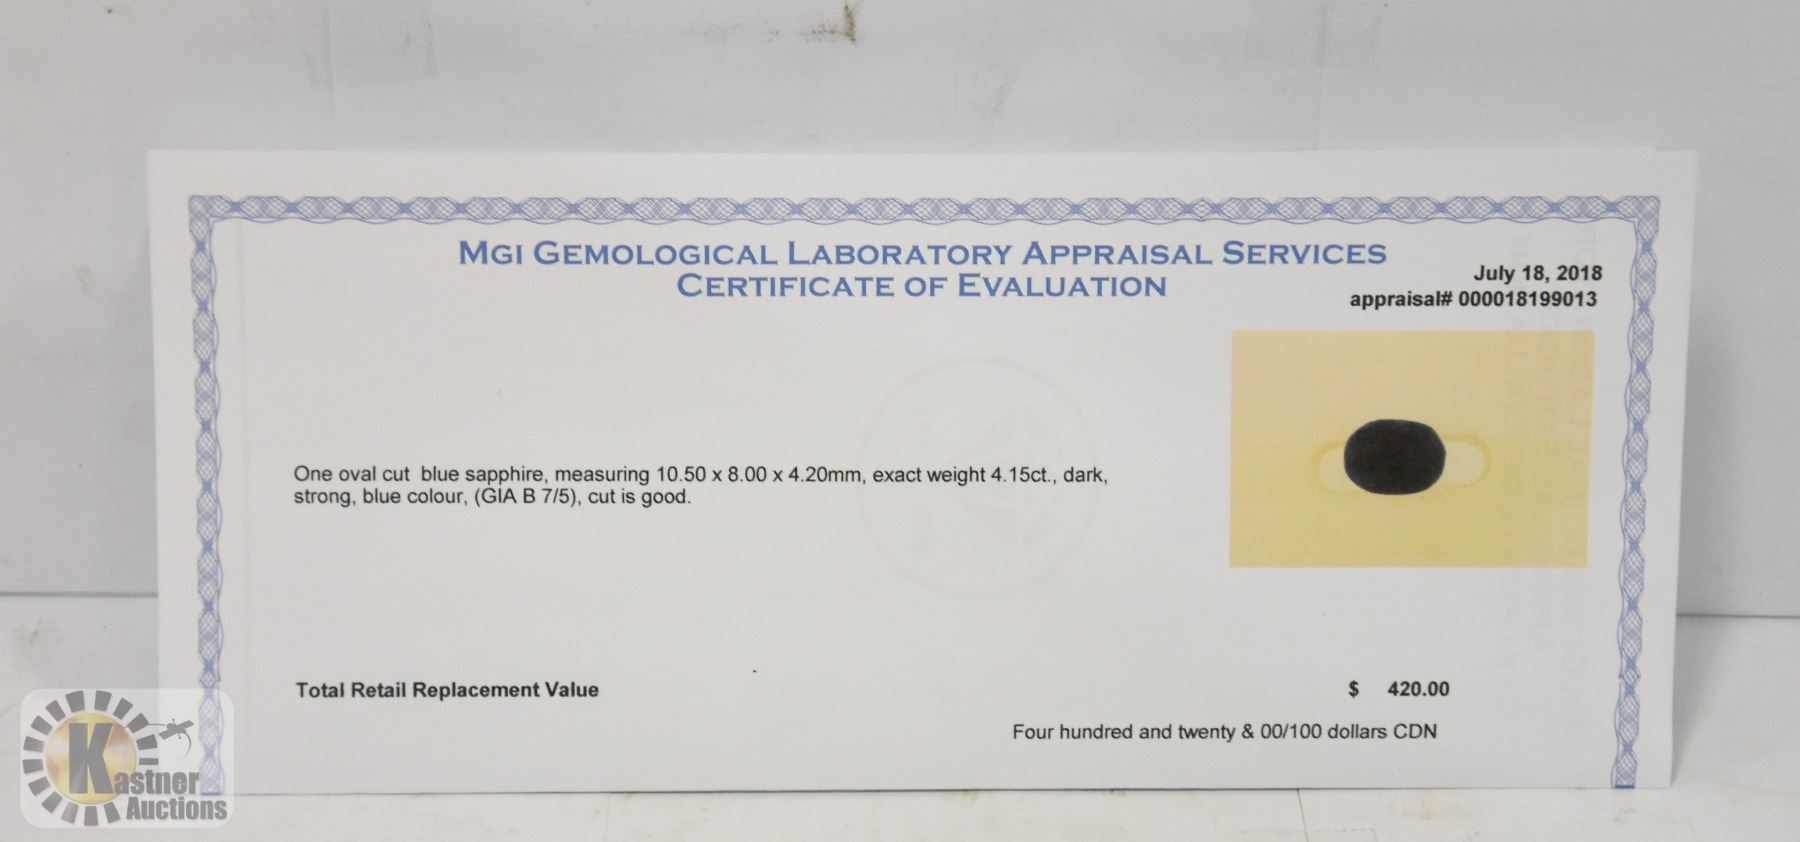 MGI GEMOLOGICAL LABORATORY APPRAISAL SERVICES
CERTIFICATE OF EVALUATION
July 18, 2018
appraisal# 000018199013
One oval cut blue sapphire, measuring 10.50 x 8.00 x 4.20mm, exact weight 4.15ct., dark,
strong, blue colour, (GIA B 7/5), cut is good.
Total Retail Replacement Value $ 420.00
Four hundred and twenty & 00/100 dollars CDN
Kastner
Auctions